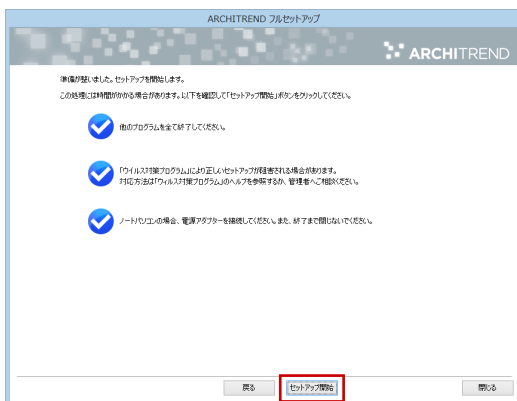 ARCHITREND フルセットアップ
ARCHITREND
準備が整いました。セットアップを開始します。
この処理には時間がかかる場合があります。以下を確認して「セットアップ開始」ボタンをクリックしてください。
他のプログラムを全て終了してください。
「ウイルス対策プログラム」により正しいセットアップが阻害される場合があります。
対応方法は「ウィルス対策プログラム」のヘルプを参照するか、管理者へご相談ください。
ノートパソコンの場合、電源アダプターを接続してください。また、終了まで閉じないでください。
戻る
セットアップ開始
閉じる